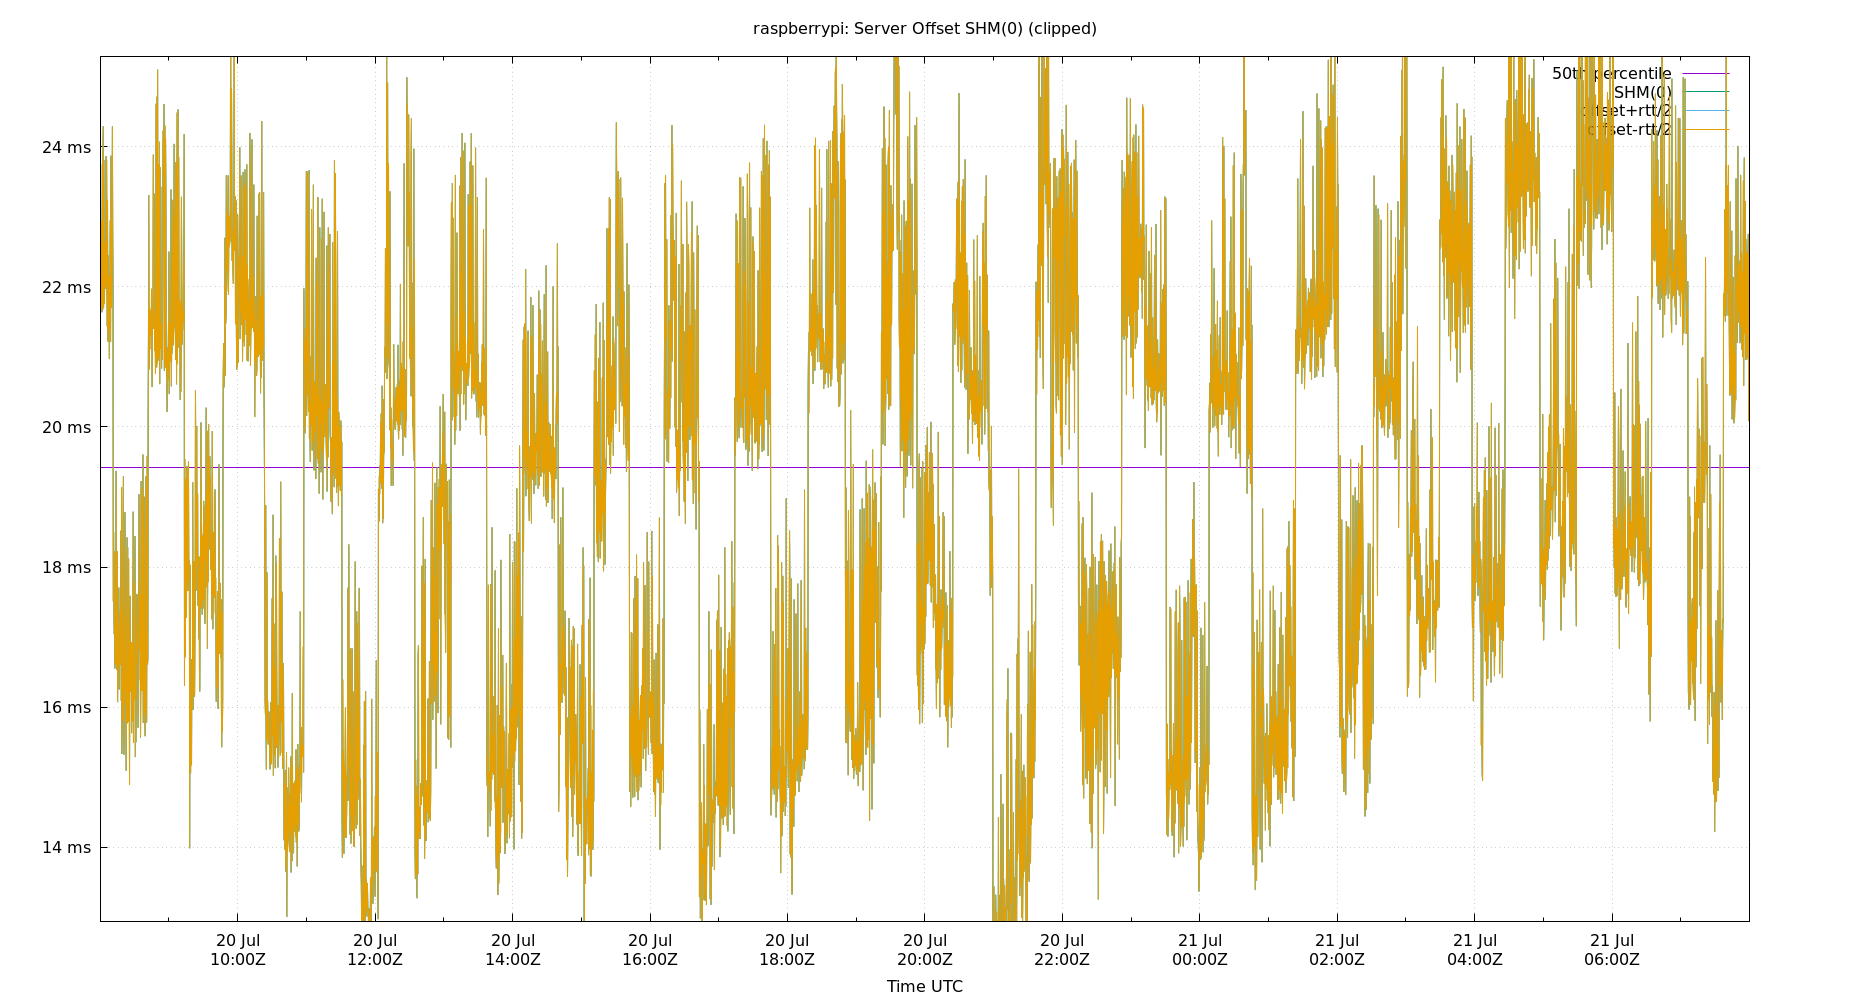 raspberrypi: Server Offset SHM(0) (clipped)
50th percentile
SHM(0)
offset+rtt/2
offset-rtt/2
24 ms
22 ms
20 ms
18 ms
16 ms
14 ms
20 Jul 20 Jul 20 Jul 20 Jul 20 Jul 20 Jul 20 Jul 21 Jul 21 Jul 21 Jul 21 Jul
10:00Z 12:00Z 14:00Z 16:00Z 18:00Z 20:00Z 22:00Z 00:00Z 02:00Z 04:00Z 06:00Z
Time UTC